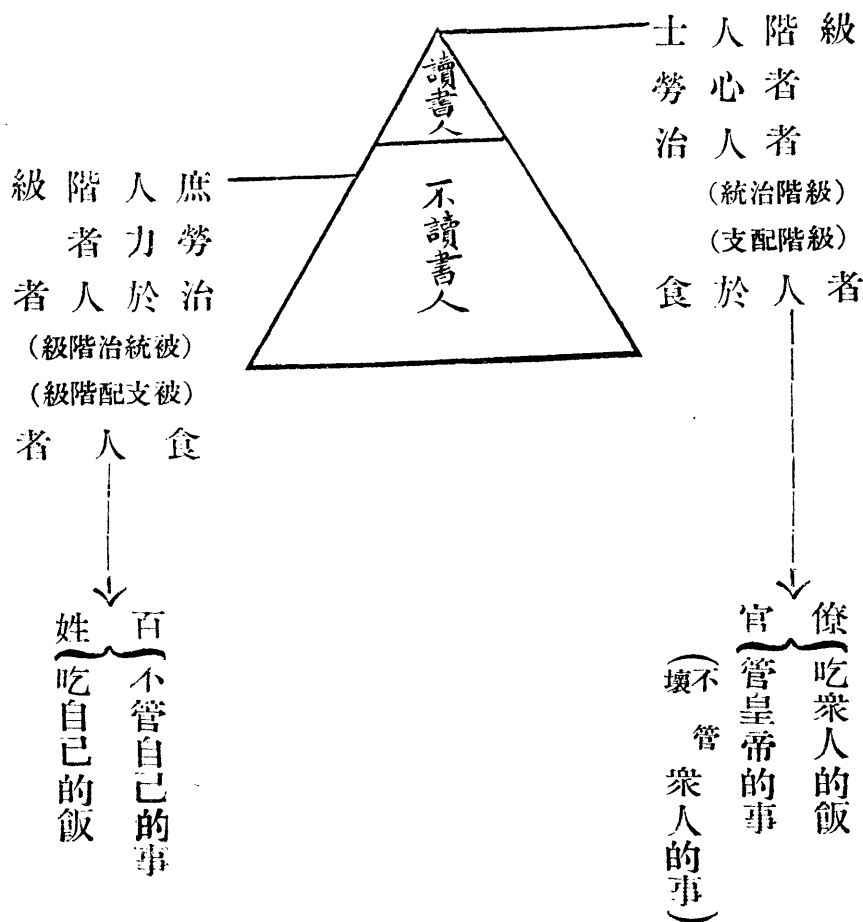 讀書人
不讀書人
士人階級
勞心者
治人者
(統治階級)
(支配階級)
食於人者
官僚
吃衆人的飯
管皇帝的事
(不管壞衆人的事)
庶人階級
勞力者
治於人者
(被統治階級)
(被支配階級)
食人者
百姓
不管自己的事
吃自己的飯